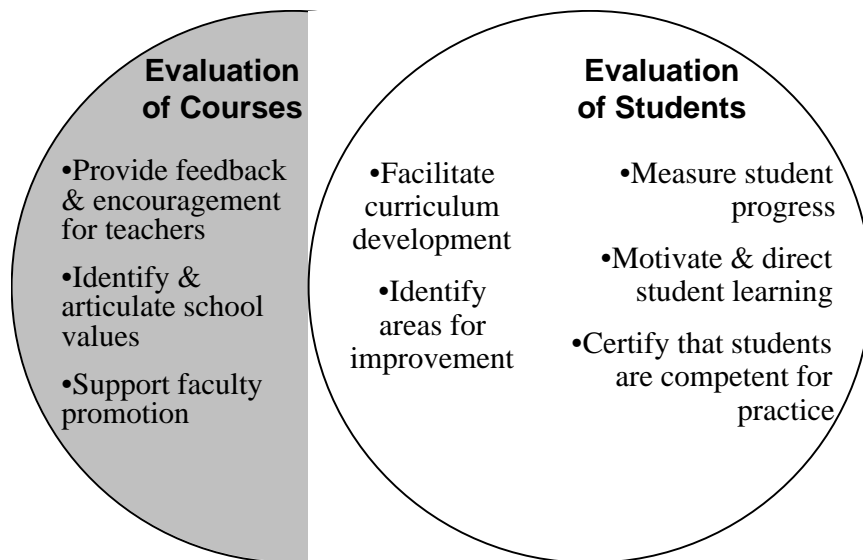 Evaluation
of Courses
•Provide feedback
& encouragement
for teachers
•Identify &
articulate school
values
•Support faculty
promotion
•Facilitate
curriculum
development
•Identify
areas for
improvement
Evaluation
of Students
•Measure student
progress
•Motivate & direct
student learning
•Certify that students
are competent for
practice